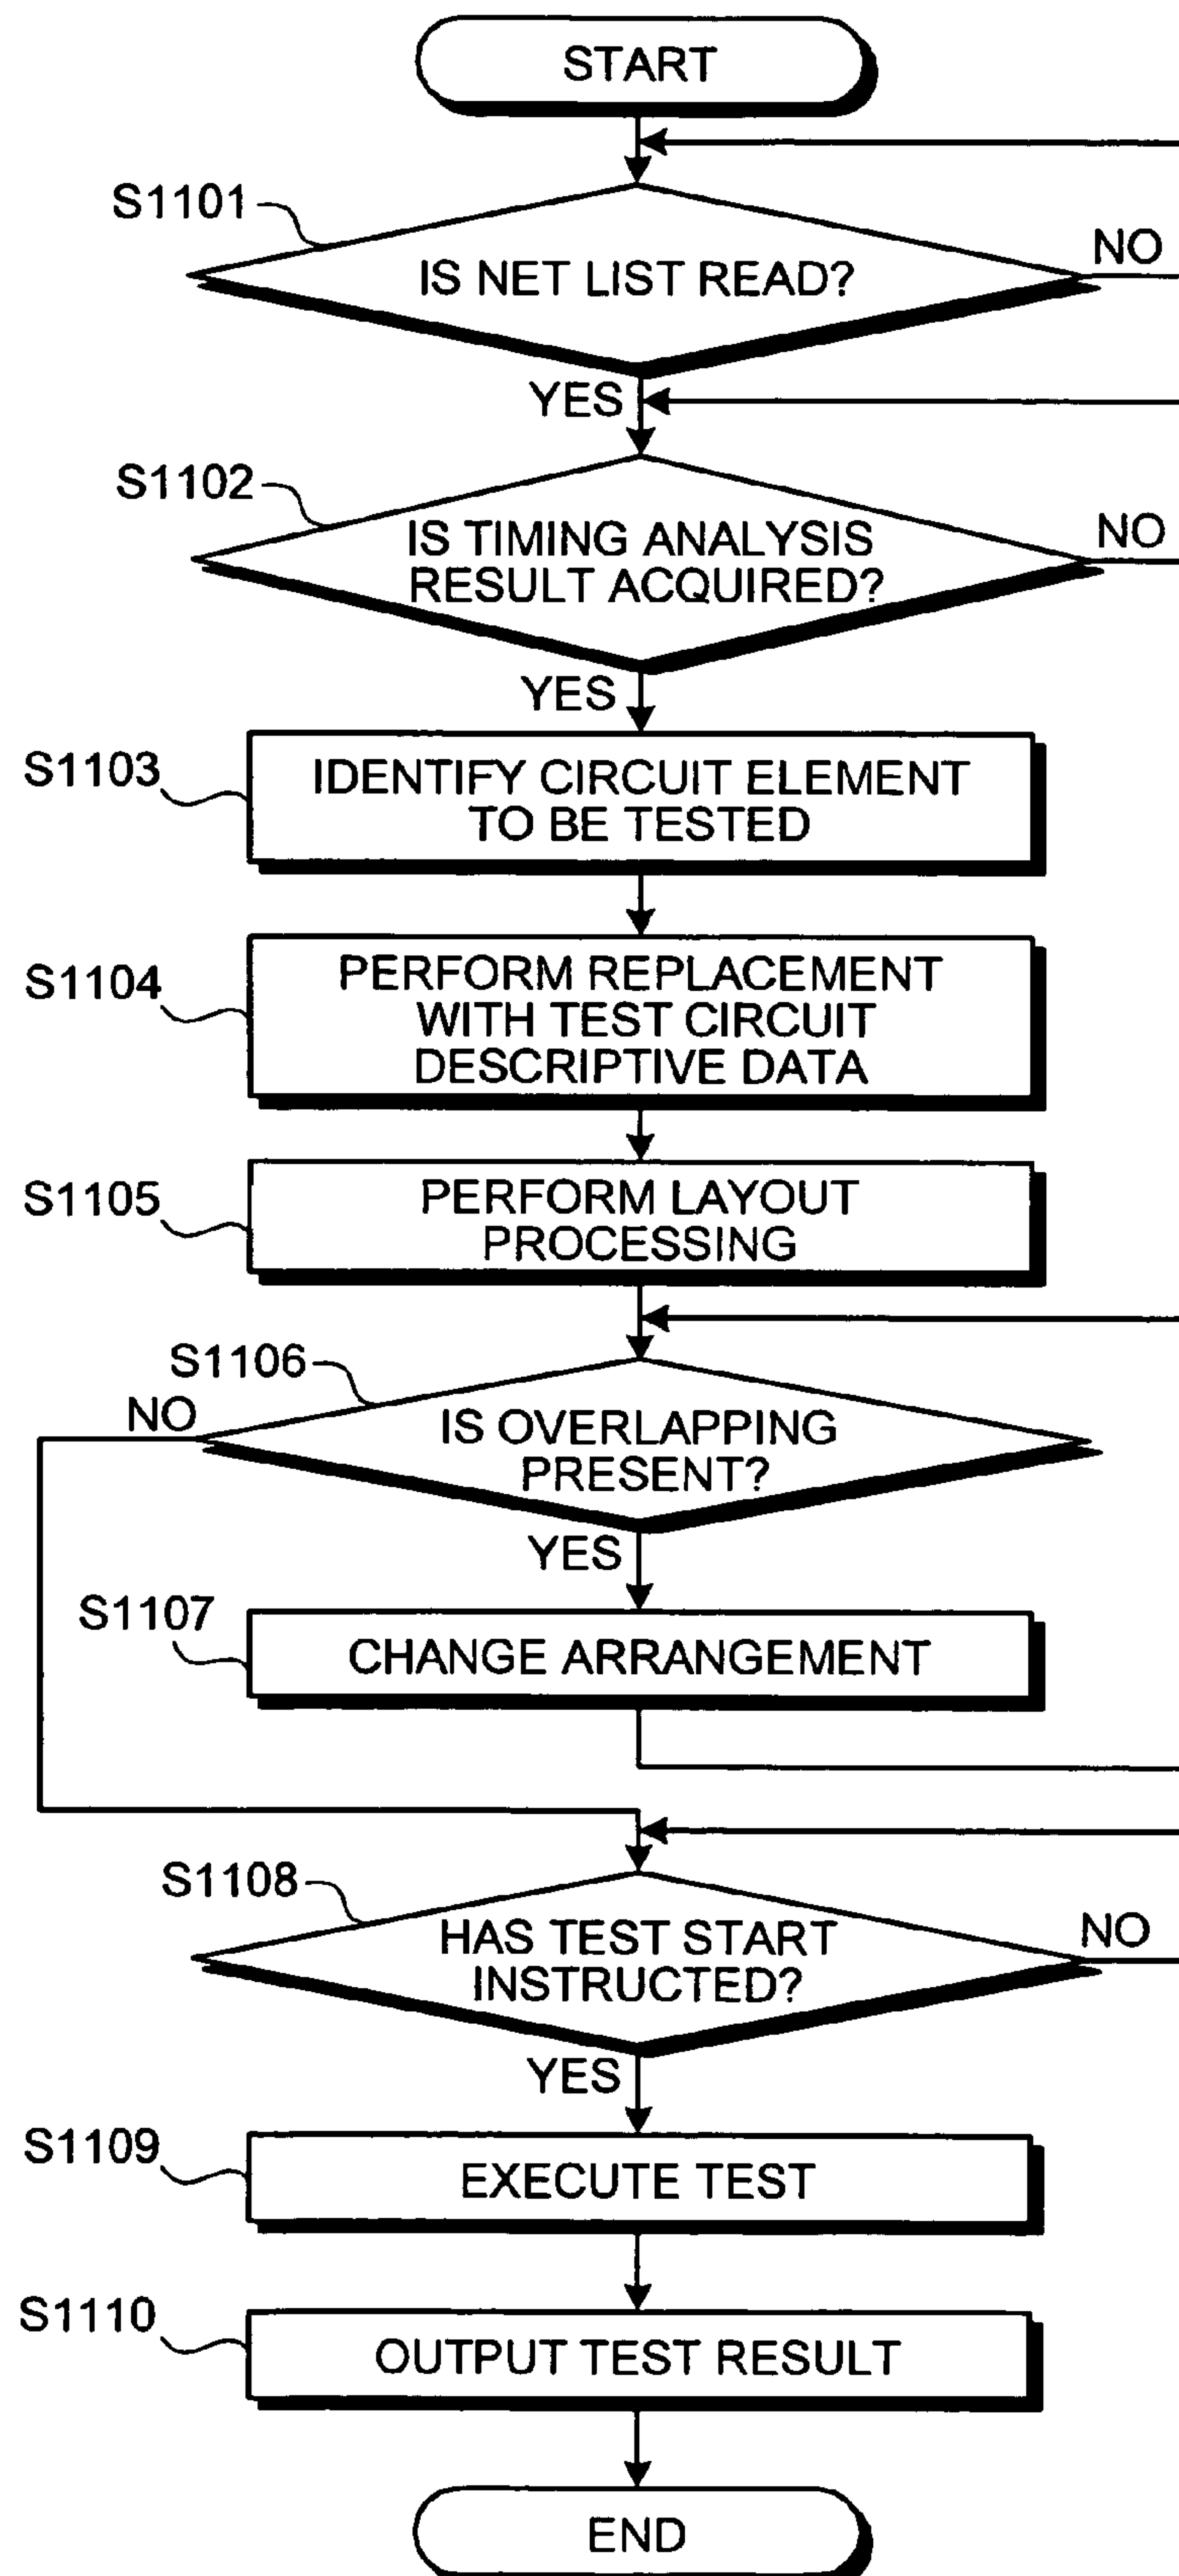 START
S1101
IS NET LIST READ?
NO
YES
S1102
IS TIMING ANALYSIS
RESULT ACQUIRED?
NO
YES
S1103
IDENTIFY CIRCUIT ELEMENT
TO BE TESTED
S1104
PERFORM REPLACEMENT
WITH TEST CIRCUIT
DESCRIPTIVE DATA
S1105
PERFORM LAYOUT
PROCESSING
S1106
NO
IS OVERLAPPING
PRESENT?
YES
S1107
CHANGE ARRANGEMENT
S1108
HAS TEST START
INSTRUCTED?
NO
YES
S1109
EXECUTE TEST
S1110
OUTPUT TEST RESULT
END